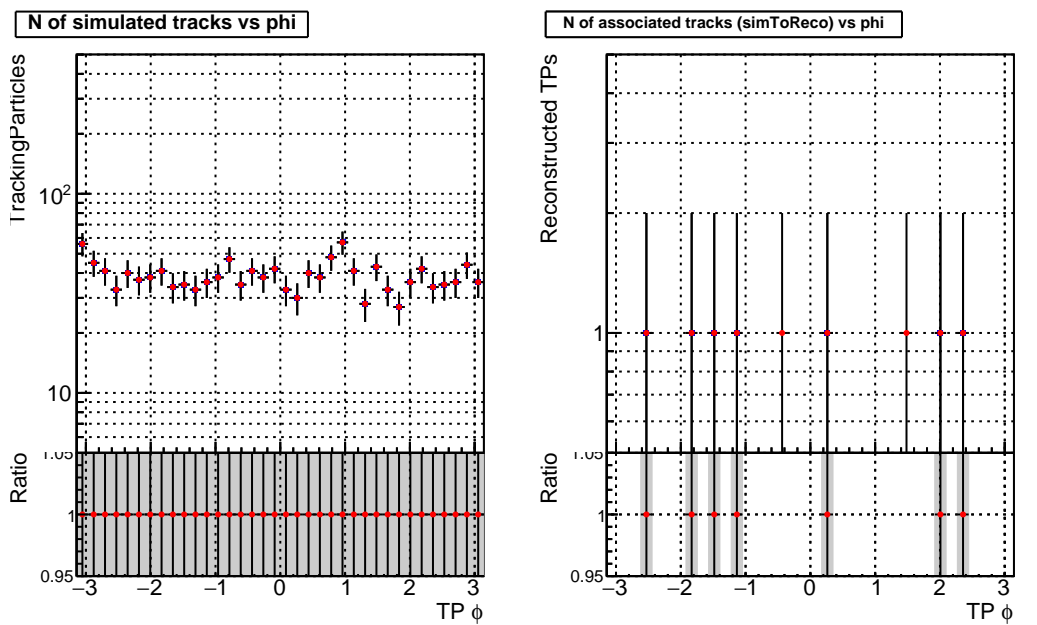 N of simulated tracks vs phi
TrackingParticles
10²
10
Ratio
1.05
1
0.95
−3 −2 −1 0 1 2 3
TP ϕ
N of associated tracks (simToReco) vs phi
Reconstructed TPs
1
Ratio
1.05
1
0.95
−3 −2 −1 0 1 2 3
TP ϕ